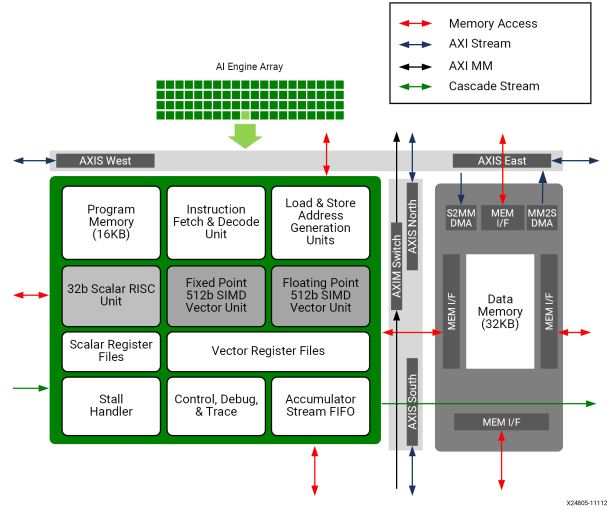 Memory Access
AXI Stream
AXI MM
Cascade Stream
AI Engine Array
AXIS West
AXIS East
Program
Memory
(16KB)
Instruction
Fetch & Decode
Unit
Load & Store
Address
Generation
Units
32b Scalar RISC
Unit
Fixed Point
512b SIMD
Vector Unit
Floating Point
512b SIMD
Vector Unit
Scalar Register
Files
Vector Register Files
Stall
Handler
Control, Debug,
& Trace
Accumulator
Stream FIFO
AXIM Switch
AXIS North
AXIS South
S2MM
DMA
MEM
I/F
MM2S
DMA
MEM I/F
Data
Memory
(32KB)
MEM I/F
MEM I/F
X24805-11112